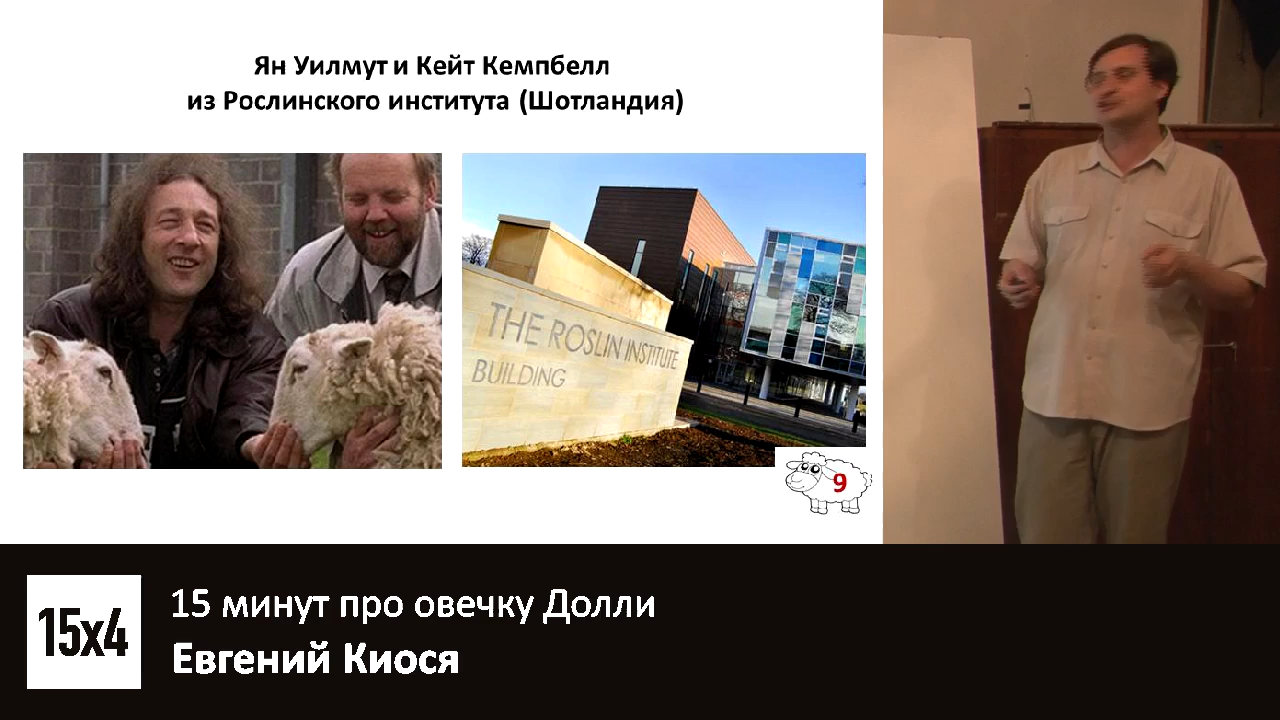 Ян Уилмут и Кейт Кемпбелл
из Рослинского института (Шотландия)
THE ROSLIN INSTITUTE
BUILDING
9
15x4
15 минут про овечку Долли
Евгений Киося